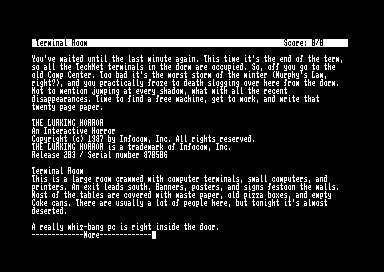 Terminal Room Score: 0/0
You've waited until the last minute again. This time it's the end of the term,
so all the TechNet terminals in the dorm are occupied. So, off you go to the
old Comp Center. Too bad it's the worst storm of the winter (Murphy's Law,
right?), and you practically froze to death slogging over here from the dorm.
Not to mention jumping at every shadow, what with all the recent
disappearances. Time to find a free machine, get to work, and write that
twenty page paper.
THE LURKING HORROR
An Interactive Horror
Copyright (c) 1987 by Infocom, Inc. All rights reserved.
THE LURKING HORROR is a trademark of Infocom, Inc.
Release 203 / Serial number 870506
Terminal Room
This is a large room crammed with computer terminals, small computers, and
printers. An exit leads south. Banners, posters, and signs festoon the walls.
Most of the tables are covered with waste paper, old pizza boxes, and empty
Coke cans. There are usually a lot of people here, but tonight it's almost
deserted.
A really whiz-bang pc is right inside the door.
-------------More-------------